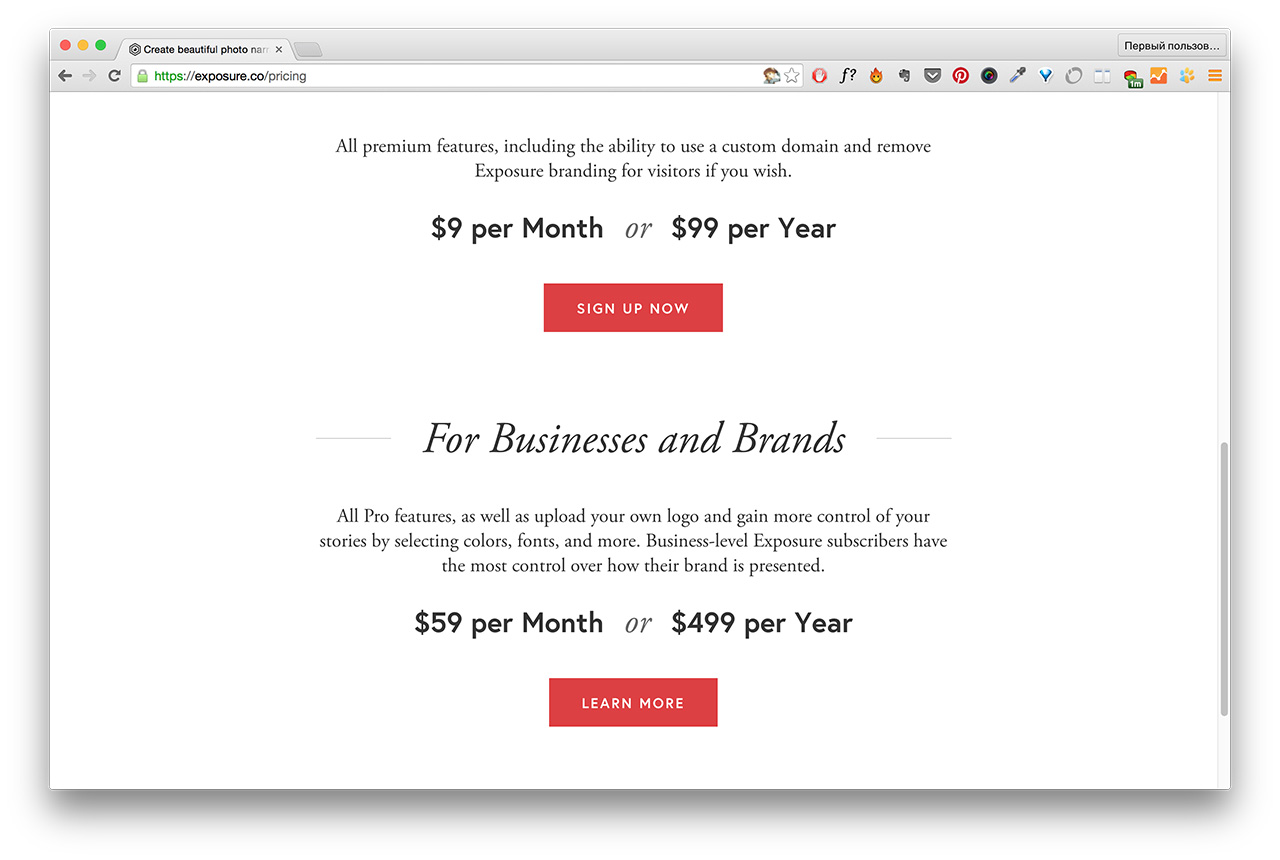 Create beautiful photo nar
Первый пользов...
https://exposure.co/pricing
f?
1m
All premium features, including the ability to use a custom domain and remove
Exposure branding for visitors if you wish.
$9 per Month or $99 per Year
SIGN UP NOW
For Businesses and Brands
All Pro features, as well as upload your own logo and gain more control of your
stories by selecting colors, fonts, and more. Business-level Exposure subscribers have
the most control over how their brand is presented.
$59 per Month or $499 per Year
LEARN MORE